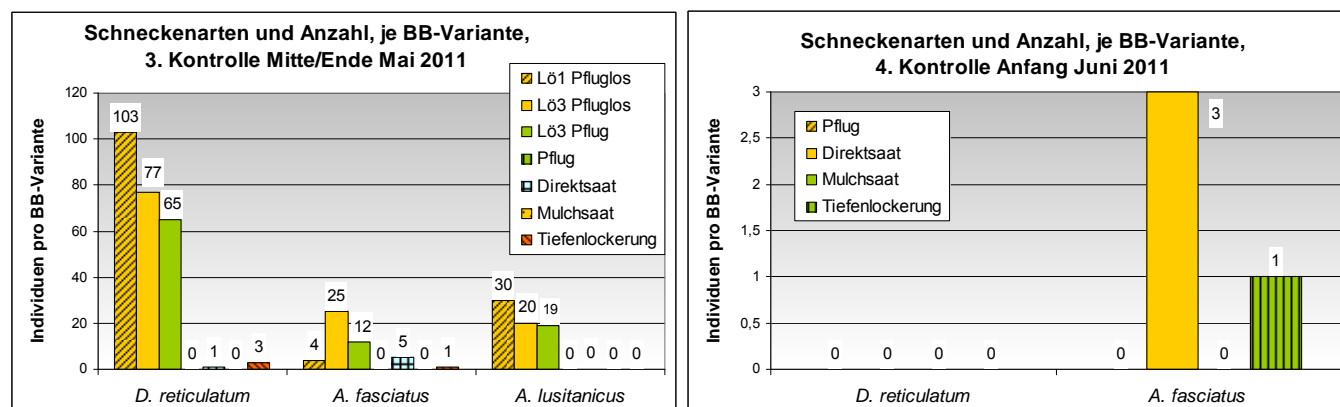 Schneckenarten und Anzahl, je BB-Variante,
3. Kontrolle Mitte/Ende Mai 2011
Individuen pro BB-Variante
120
100
80
60
40
20
0
103
77
65
0
1
0
3
4
25
12
0
5
0
1
30
20
19
0
0
0
0
D. reticulatum
A. fasciatus
A. lusitanicus
Lö1 Pfluglos
Lö3 Pfluglos
Lö3 Pflug
Pflug
Direktsaat
Mulchsaat
Tiefenlockerung
Schneckenarten und Anzahl, je BB-Variante,
4. Kontrolle Anfang Juni 2011
Individuen pro BB-Variante
3
2,5
2
1,5
1
0,5
0
Pflug
Direktsaat
Mulchsaat
Tiefenlockerung
0
0
0
0
0
3
0
1
D. reticulatum
A. fasciatus